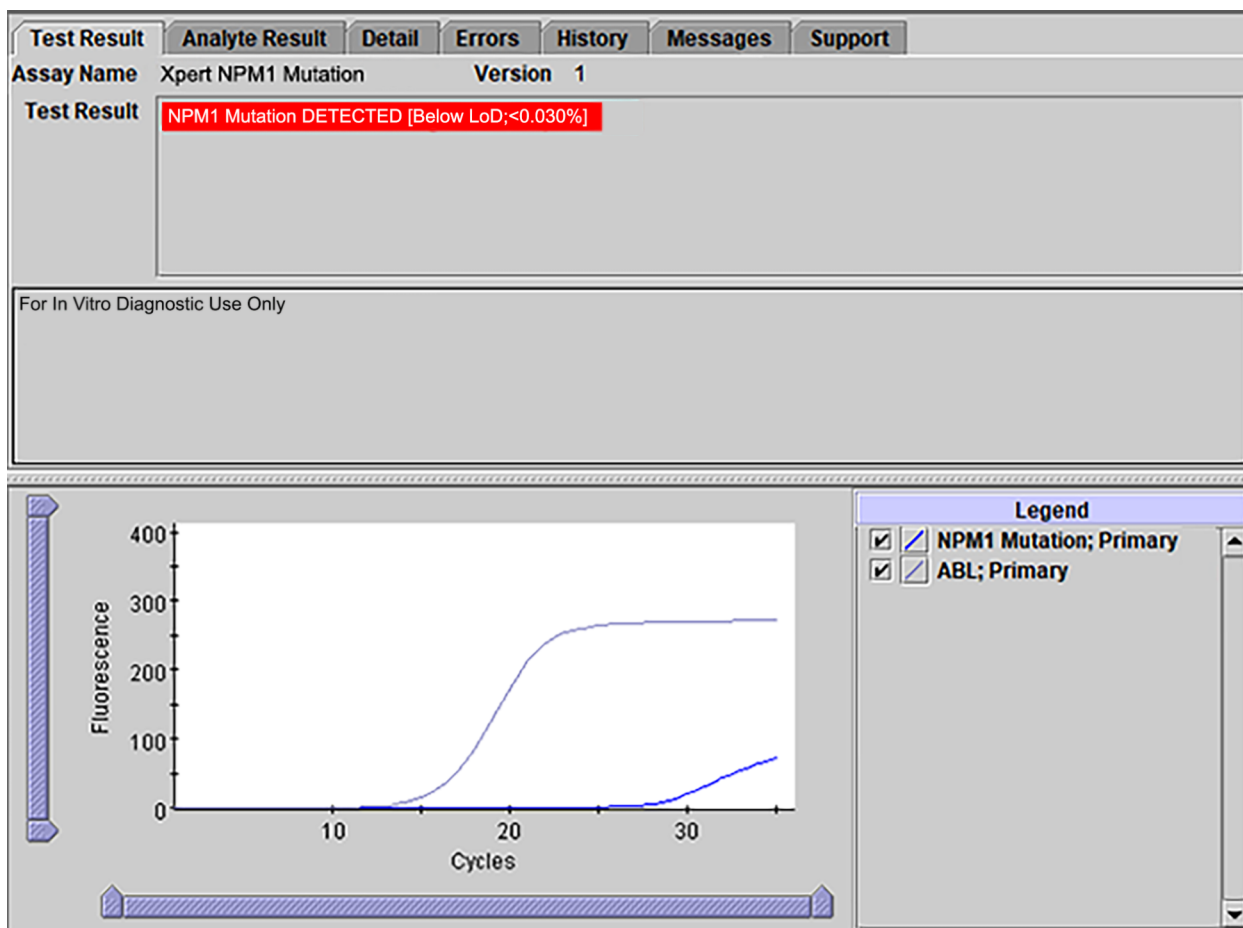 Test Result Analyte Result Detail Errors History Messages Support
Assay Name Xpert NPM1 Mutation Version 1
Test Result NPM1 Mutation DETECTED [Below LoD;<0.030%]
For In Vitro Diagnostic Use Only
400
300
200
100
0
Fluorescence
10 20 30
Cycles
Legend
NPM1 Mutation; Primary
ABL; Primary